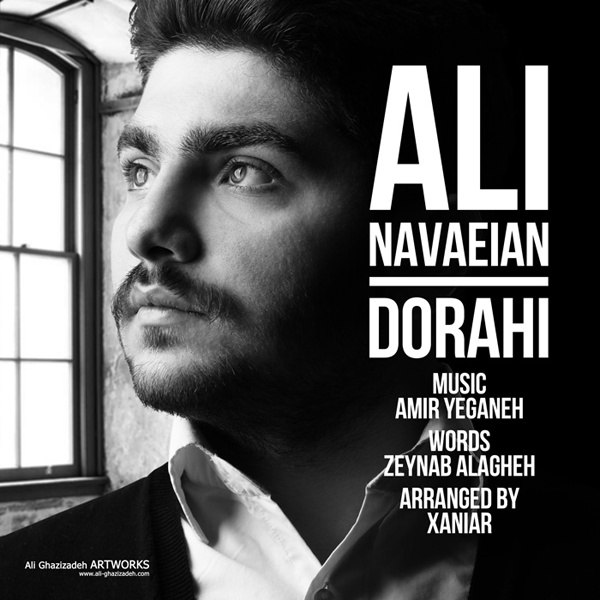 ALI
NAVAEIAN
DORAHI
MUSIC
AMIR YEGANEH
WORDS
ZEYNAB ALAGHEH
ARRANGED BY
XANIAR
Ali Ghazizadeh ARTWORKS
www.ali-ghazizadeh.com